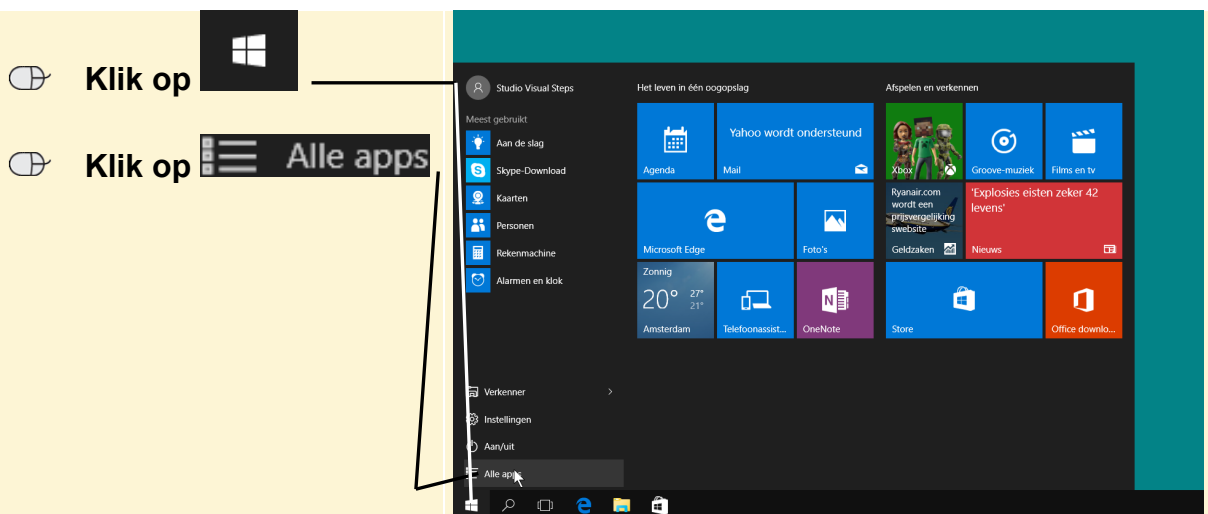 Klik op
Klik op Alle apps
Studio Visual Steps
Meest gebruikt
Aan de slag
Skype-Download
Kaarten
Personen
Rekenmachine
Alarmen en klok
Verkenner
Instellingen
Aan/uit
Alle apps
Het leven in één oogopslag
Agenda
Yahoo wordt ondersteund
Mail
Microsoft Edge
Foto's
Zonnig
20° 27°
21°
Amsterdam
Telefoonassist...
OneNote
Afspelen en verkennen
Xbox
Groove-muziek
Films en tv
Ryanair.com
wordt een
prijsvergelijking
swebsite
Geldzaken
'Explosies eisten zeker 42
levens'
Nieuws
Store
Office downlo...